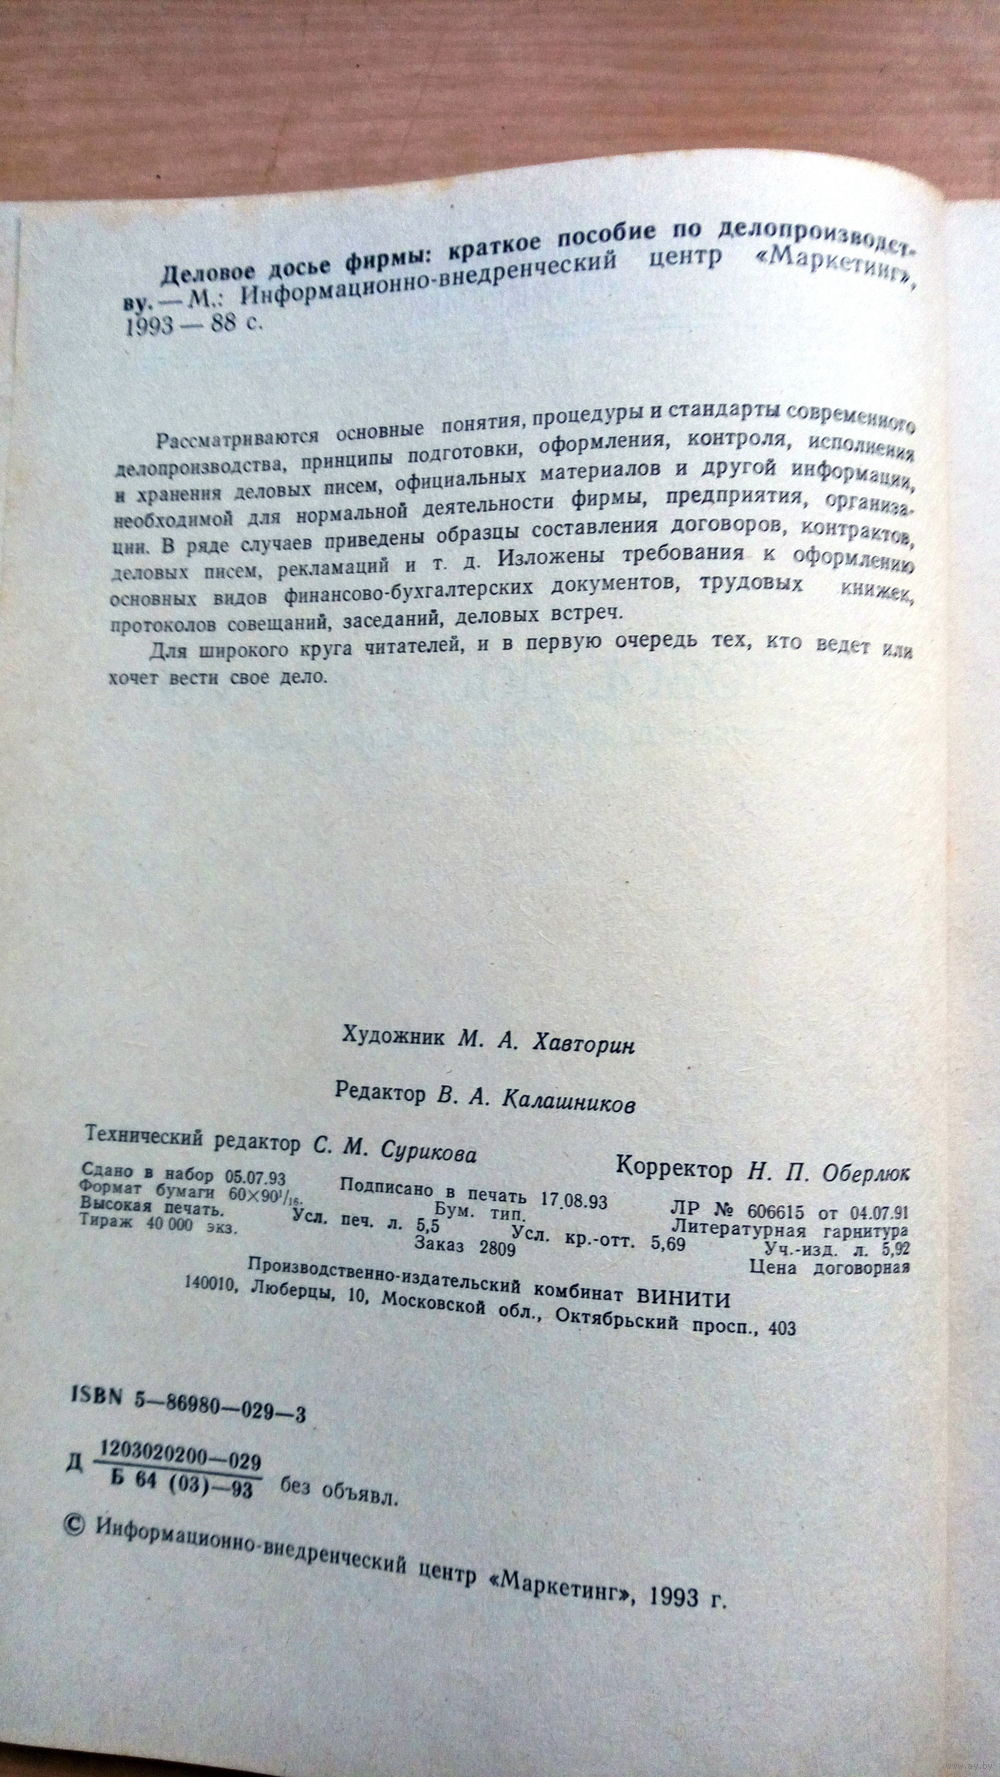 Деловое досье фирмы: краткое пособие по делопроизводст-
ву. — М.: Информационно-внедренческий центр «Маркетинг»,
1993 — 88 с.
Рассматриваются основные понятия, процедуры и стандарты современного
делопроизводства, принципы подготовки, оформления, контроля, исполнения
и хранения деловых писем, официальных материалов и другой информации,
необходимой для нормальной деятельности фирмы, предприятия, организа-
ции. В ряде случаев приведены образцы составления договоров, контрактов,
деловых писем, рекламаций и т. д. Изложены требования к оформлению
основных видов финансово-бухгалтерских документов, трудовых книжек,
протоколов совещаний, заседаний, деловых встреч.
Для широкого круга читателей, и в первую очередь тех, кто ведет или
хочет вести свое дело.
Художник М. А. Хавторин
Редактор В. А. Калашников
Технический редактор С. М. Сурикова Корректор Н. П. Оберлюк
Сдано в набор 05.07.93 Подписано в печать 17.08.93 ЛР № 606615 от 04.07.91
Формат бумаги 60×90¹/₁₆. Бум. тип. Литературная гарнитура
Высокая печать. Усл. печ. л. 5,5 Усл. кр.-отт. 5,69 Уч.-изд. л. 5,92
Тираж 40 000 экз. Заказ 2809 Цена договорная
Производственно-издательский комбинат ВИНИТИ
140010, Люберцы, 10, Московской обл., Октябрьский просп., 403
ISBN 5—86980—029—3
Д 1203020200—029
Б 64 (03)—93 без объявл.
© Информационно-внедренческий центр «Маркетинг», 1993 г.
www.ay.by